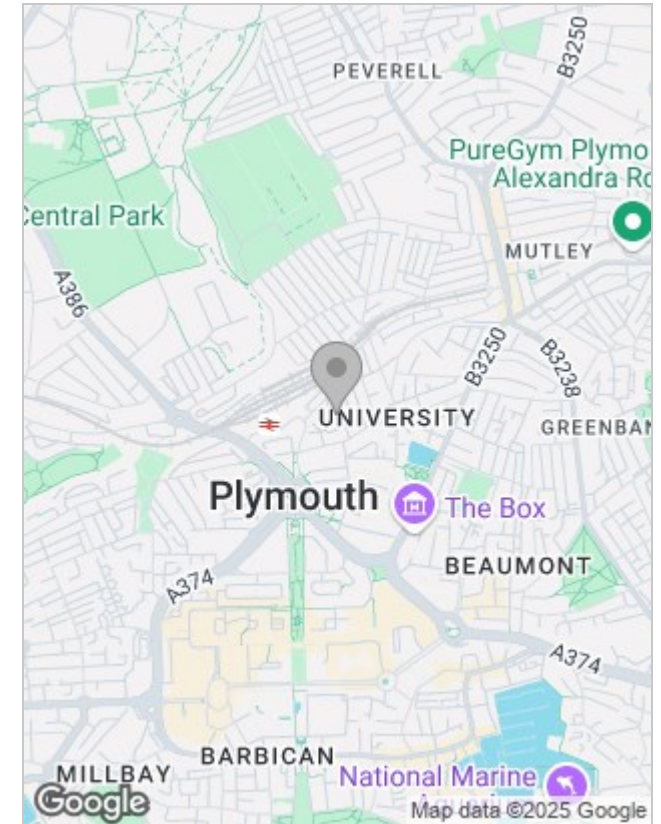 B3250
PEVERELL
PureGym Plymo
Alexandra Ro
Central Park
MUTLEY
A386
B3250
B3238
UNIVERSITY
GREENBAN
Plymouth
The Box
BEAUMONT
A374
A374
BARBICAN
MILLBAY
National Marine
Google
Map data ©2025 Google